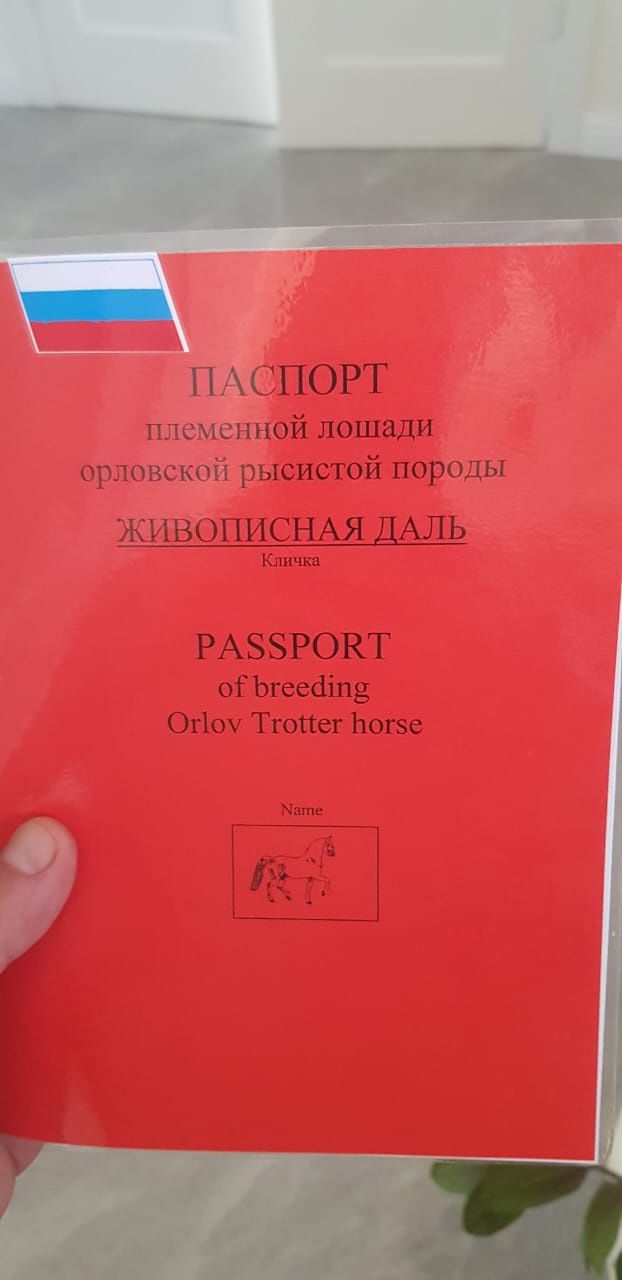 ПАСПОРТ
племенной лошади
орловской рысистой породы
ЖИВОПИСНАЯ ДАЛЬ
Кличка
PASSPORT
of breeding
Orlov Trotter horse
Name